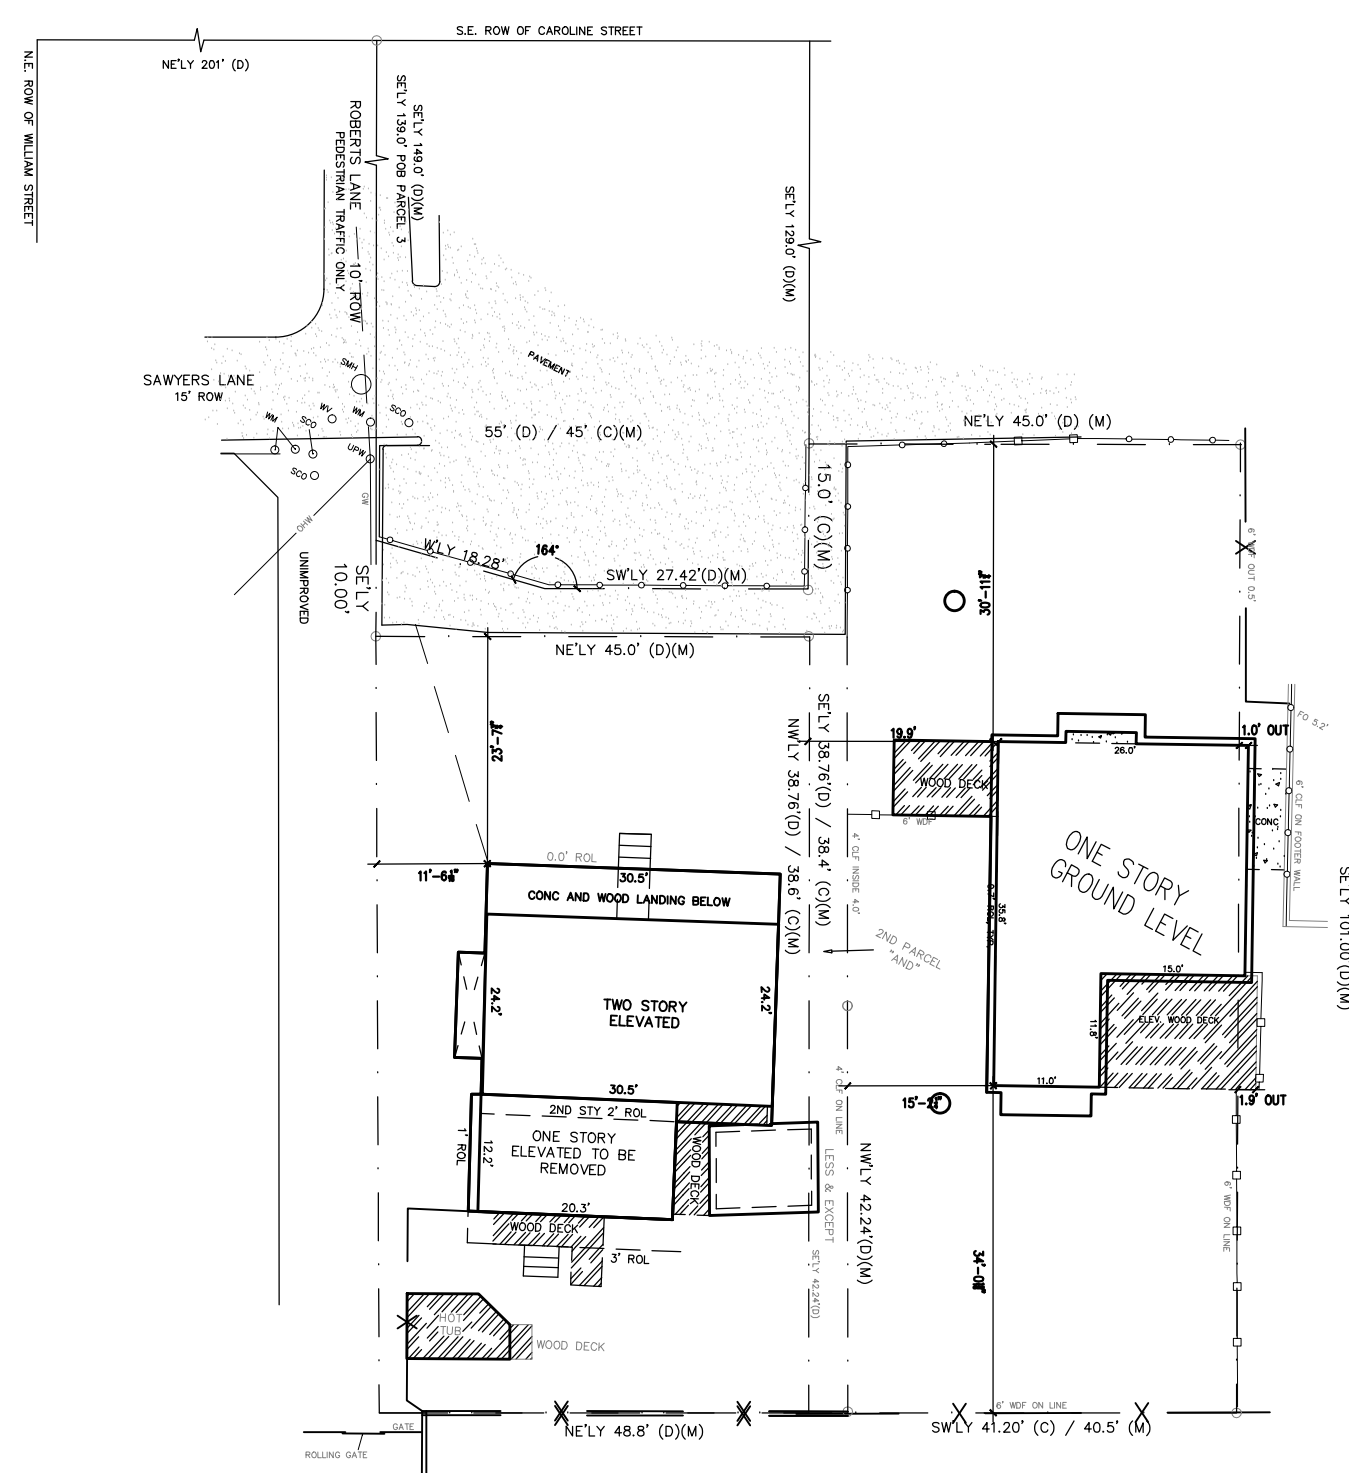 S.E. ROW OF CAROLINE STREET
NE'LY 201' (D)
N.E. ROW OF WILLIAM STREET
ROBERTS LANE — 10' ROW
PEDESTRIAN TRAFFIC ONLY
SE'LY 149.0' (D)(M)
SE'LY 139.0' POB PARCEL 3
SE'LY 129.0' (D)(M)
PAVEMENT
SMH
SAWYERS LANE
15' ROW
WM
SCO
WV
WM
SCO
UPW
SCO
GW
OHW
UNIMPROVED
55' (D) / 45' (C)(M)
15.0' (C)(M)
NE'LY 45.0' (D) (M)
W'LY 18.28'
164°
SW'LY 27.42'(D)(M)
SE'LY
10.00'
NE'LY 45.0' (D)(M)
6' WDF OUT 0.5'
SE'LY 38.76'(D) / 38.4' (C)(M)
NW'LY 38.76'(D) / 38.6' (C)(M)
19.9'
1.0' OUT
FO 5.2'
26.0'
WOOD DECK
6' WDF
CONC
6' CLF ON FOOTER WALL
4' CLF INSIDE 4.0'
ONE STORY
GROUND LEVEL
35.8'
0.7' ROL, TYP.
2ND PARCEL
"AND"
SE'LY 101.00'(D)(M)
0.0' ROL
30.5'
CONC AND WOOD LANDING BELOW
24.2'
TWO STORY
ELEVATED
24.2'
15.0'
ELEV. WOOD DECK
11.8'
11.0'
1.9' OUT
4' CLF ON LINE
30.5'
2ND STY 2' ROL
1' ROL
12.2'
ONE STORY
ELEVATED TO BE
REMOVED
WOOD DECK
20.3'
WOOD DECK
3' ROL
LESS & EXCEPT
SE'LY 42.24'(D)
NW'LY 42.24'(D)(M)
6' WDF ON LINE
HOT
TUB
WOOD DECK
6' WDF ON LINE
GATE
ROLLING GATE
NE'LY 48.8' (D)(M)
SW'LY 41.20' (C) / 40.5' (M)